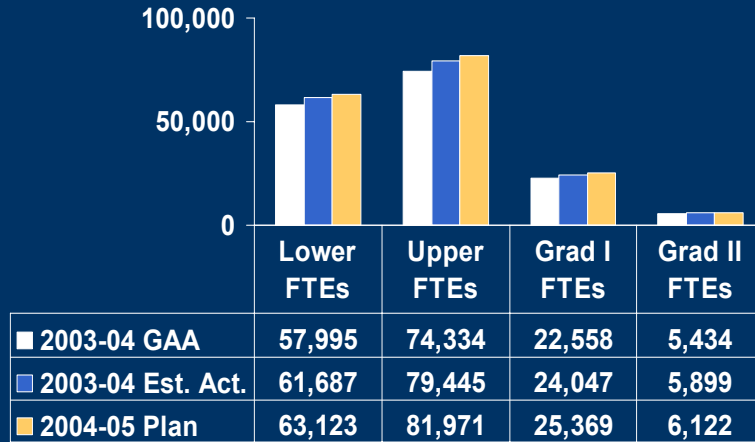 100,000
50,000
0
Lower Upper Grad I Grad II
FTEs FTEs FTEs FTEs
2003-04 GAA 57,995 74,334 22,558 5,434
2003-04 Est. Act. 61,687 79,445 24,047 5,899
2004-05 Plan 63,123 81,971 25,369 6,122